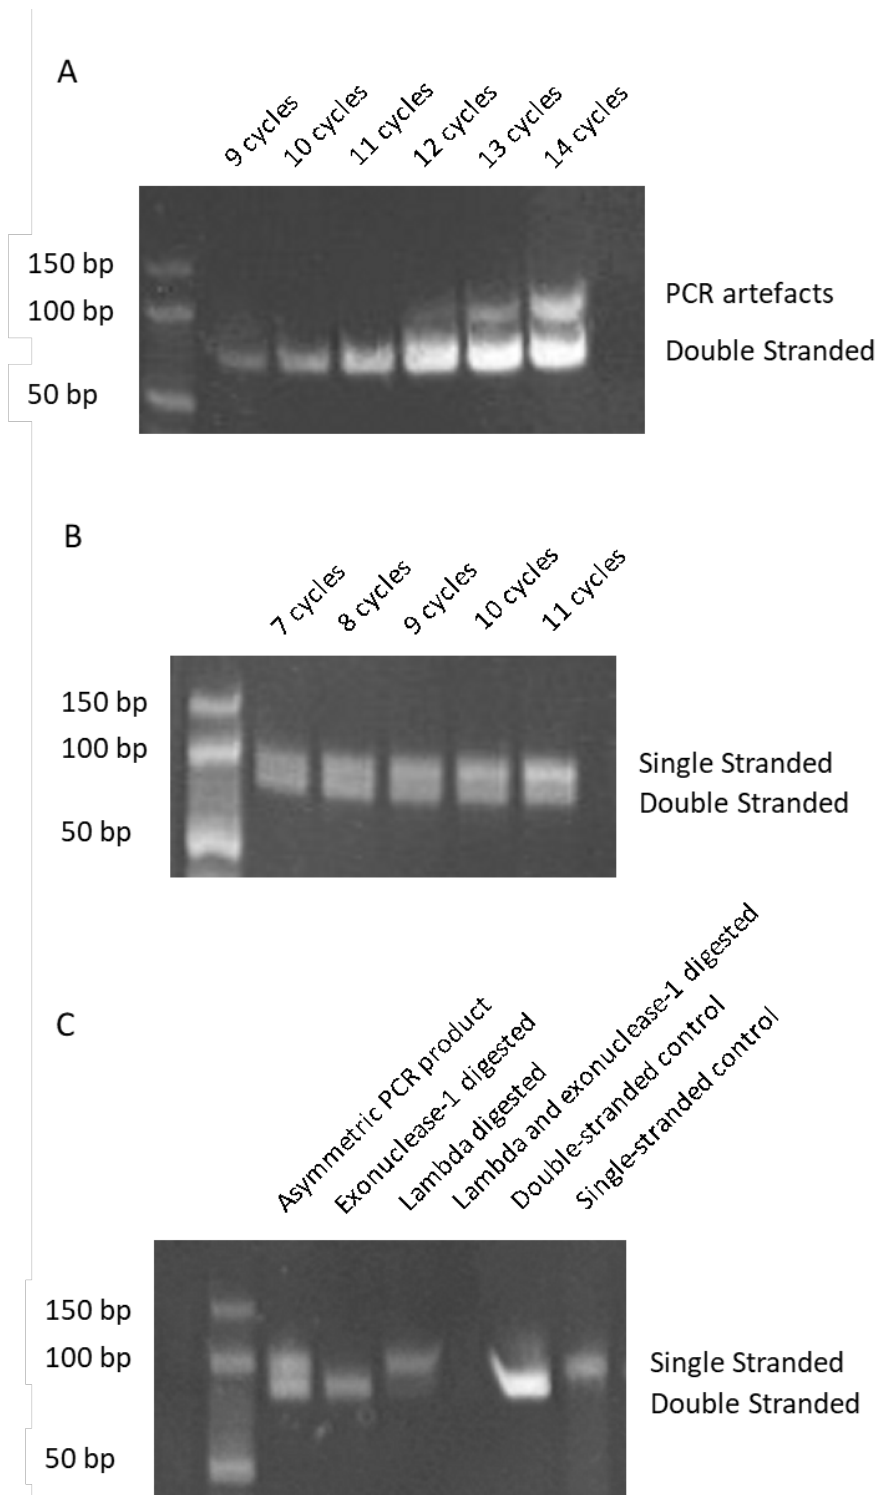 A
9 cycles
10 cycles
11 cycles
12 cycles
13 cycles
14 cycles
150 bp
100 bp
50 bp
PCR artefacts
Double Stranded
B
7 cycles
8 cycles
9 cycles
10 cycles
11 cycles
150 bp
100 bp
50 bp
Single Stranded
Double Stranded
C
Asymmetric PCR product
Exonuclease-1 digested
Lambda digested
Lambda and exonuclease-1 digested
Double-stranded control
Single-stranded control
150 bp
100 bp
50 bp
Single Stranded
Double Stranded